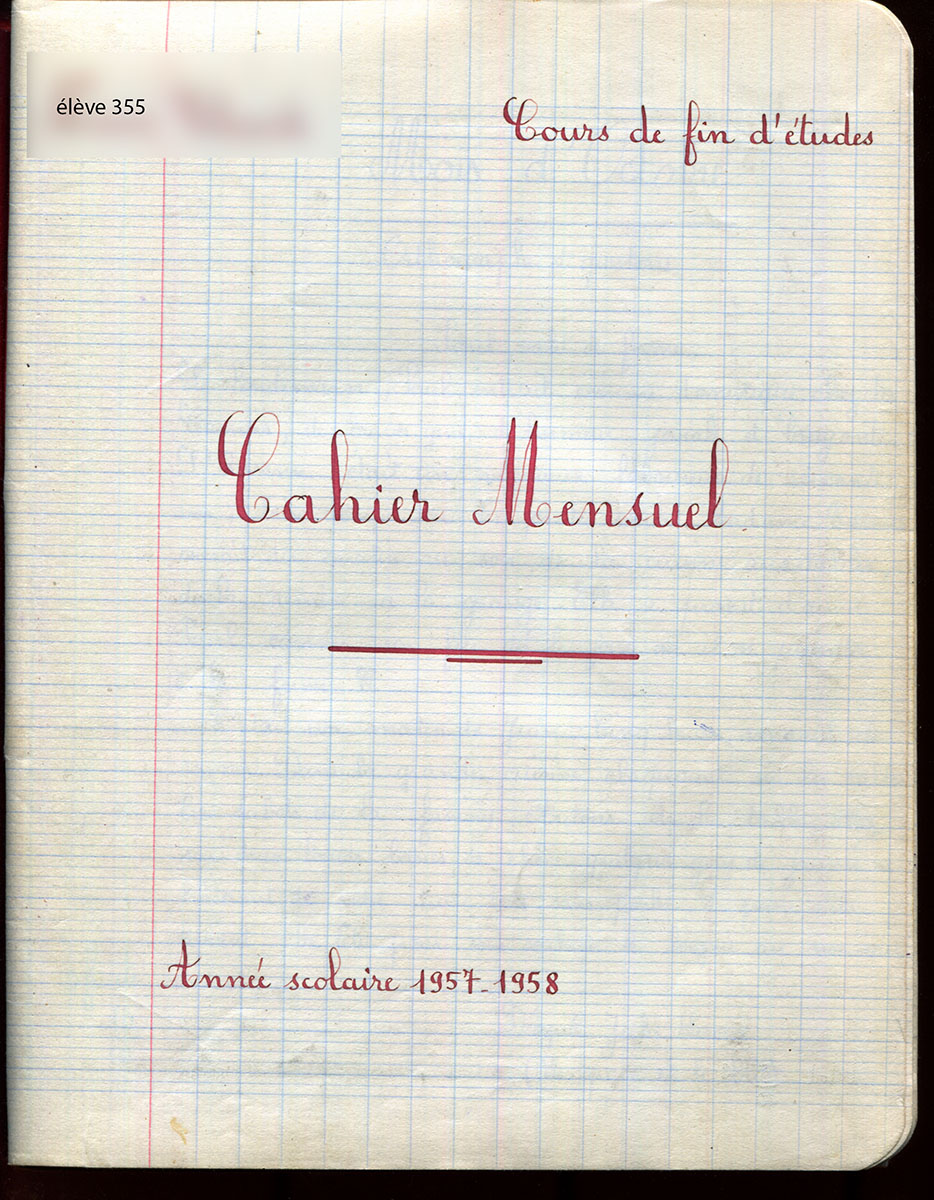 élève 355
Cours de fin d'études
Cahier Mensuel
Année scolaire 1957-1958